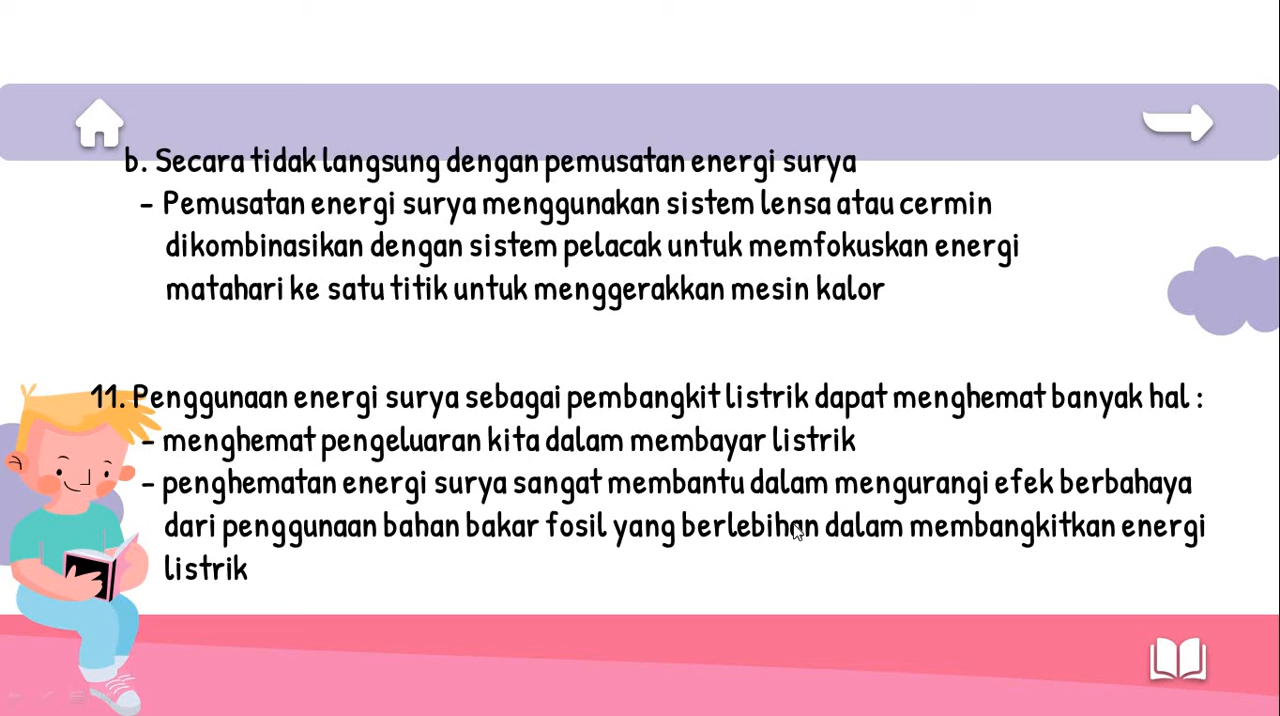 b. Secara tidak langsung dengan pemusatan energi surya
- Pemusatan energi surya menggunakan sistem lensa atau cermin
dikombinasikan dengan sistem pelacak untuk memfokuskan energi
matahari ke satu titik untuk menggerakkan mesin kalor
11. Penggunaan energi surya sebagai pembangkit listrik dapat menghemat banyak hal :
- menghemat pengeluaran kita dalam membayar listrik
- penghematan energi surya sangat membantu dalam mengurangi efek berbahaya
dari penggunaan bahan bakar fosil yang berlebihan dalam membangkitkan energi
listrik